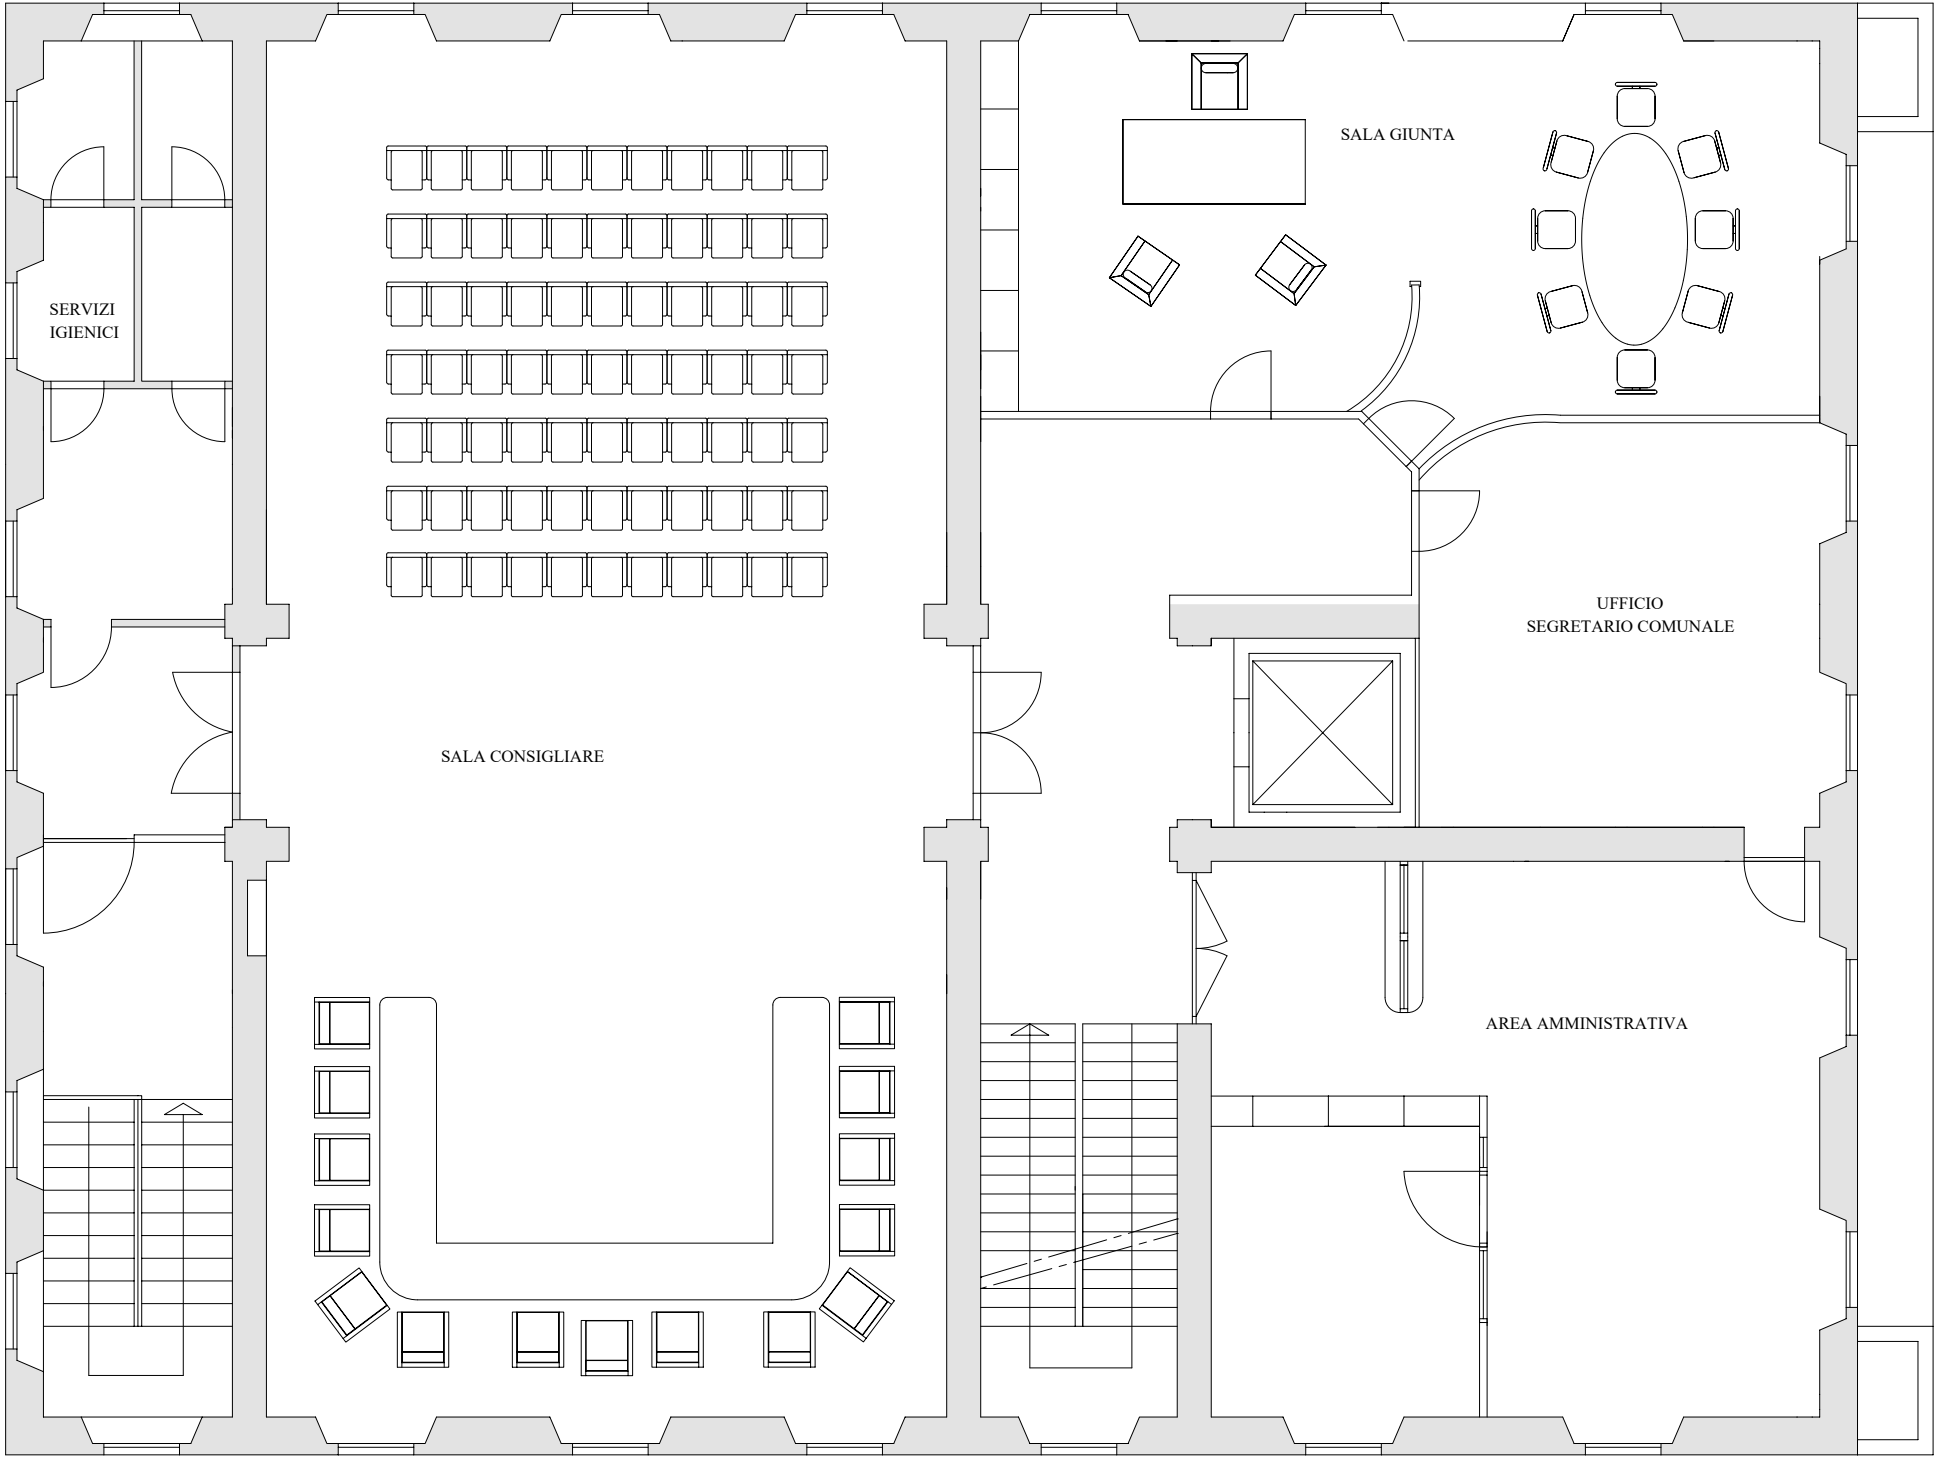 SALA GIUNTA
SERVIZI
IGIENICI
UFFICIO
SEGRETARIO COMUNALE
SALA CONSIGLIARE
AREA AMMINISTRATIVA